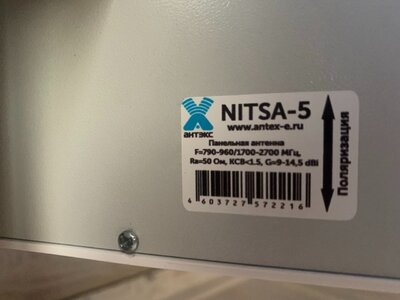 АНТЭКС
NITSA-5
www.antex-e.ru
Панельная антенна
F=790-960/1700-2700 МГц,
Ra=50 Ом, КСВ<1.5, G=9-14,5 dBi
4 603727 572216
Поляризация